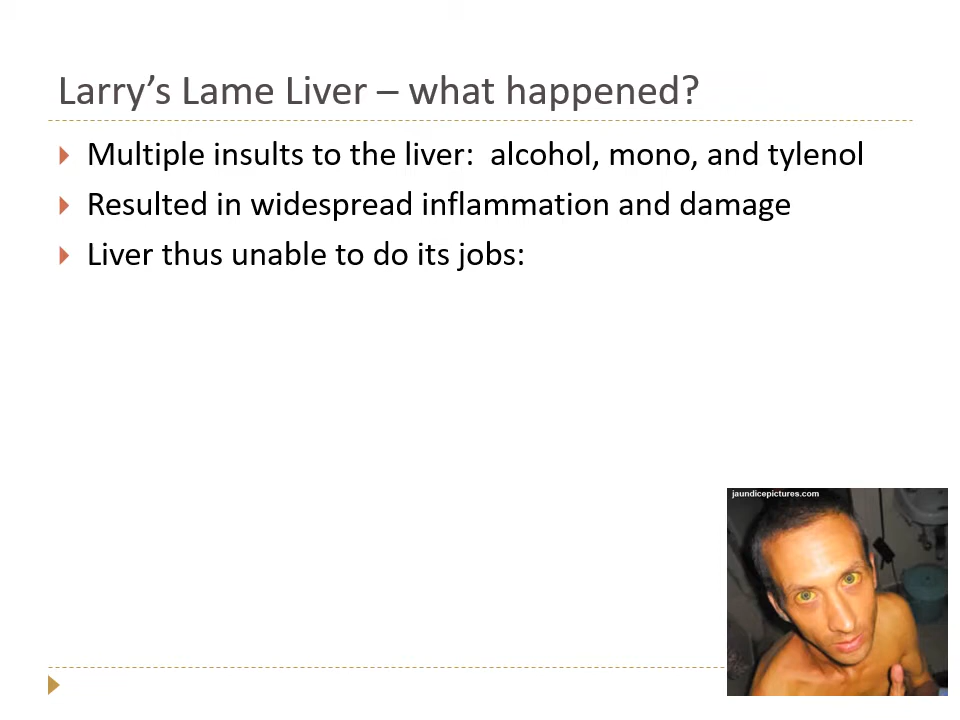 Larry’s Lame Liver – what happened?
Multiple insults to the liver:  alcohol, mono, and tylenol
Resulted in widespread inflammation and damage
Liver thus unable to do its jobs:
jaundicepictures.com